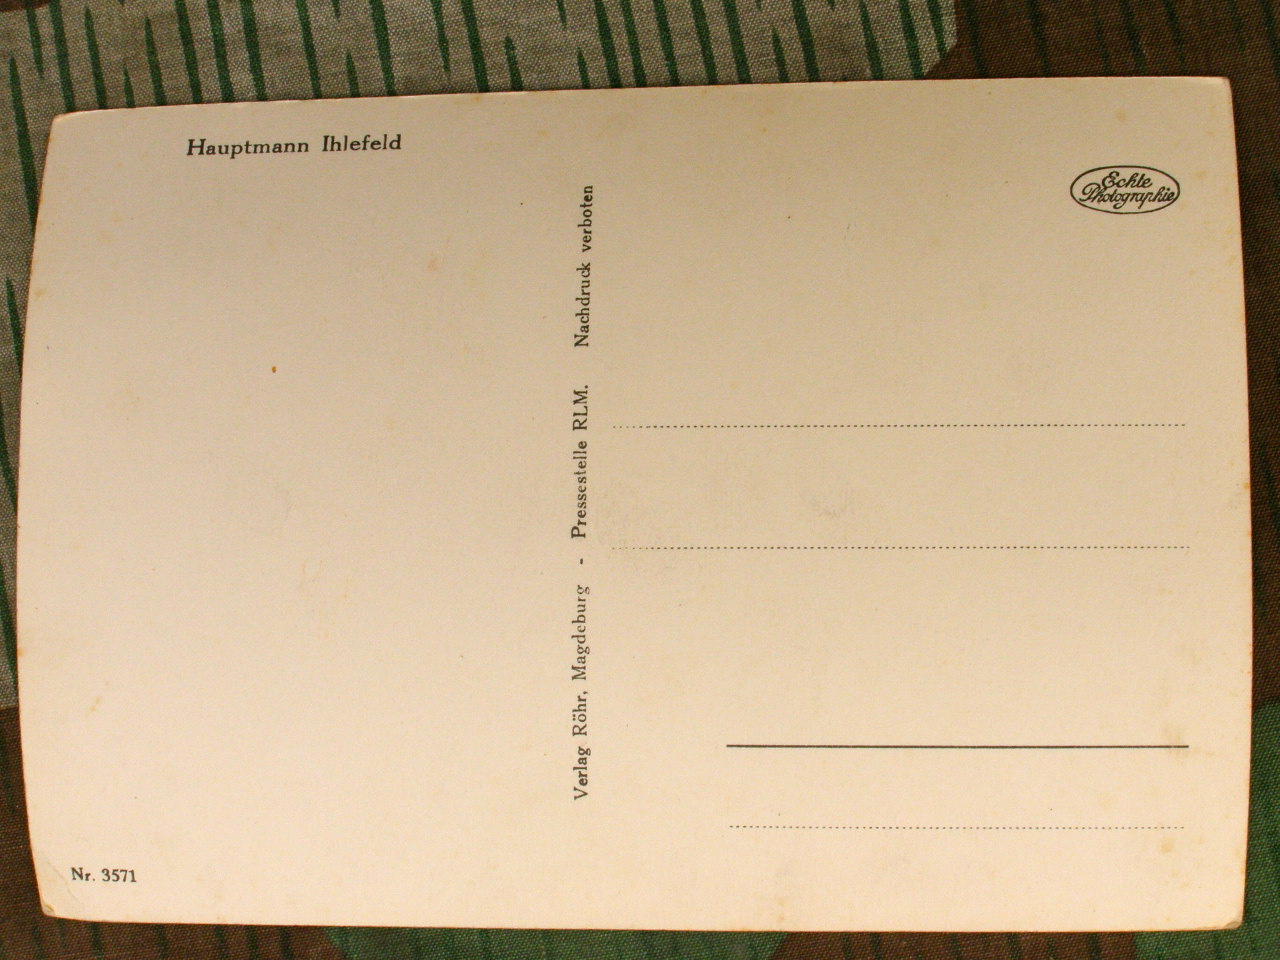 Hauptmann Ihlefeld
Verlag Röhr, Magdeburg - Pressestelle RLM. Nachdruck verboten
Echte
Photographie
Nr. 3571